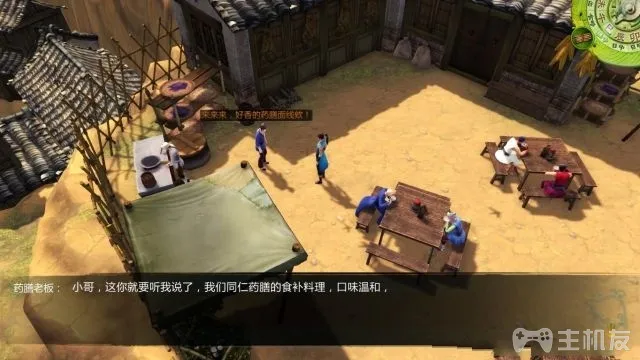 来来来，好香的药膳面线欸！
药膳老板： 小哥，这你就要听我说了，我们同仁药膳的食补料理，口味温和，
主机友